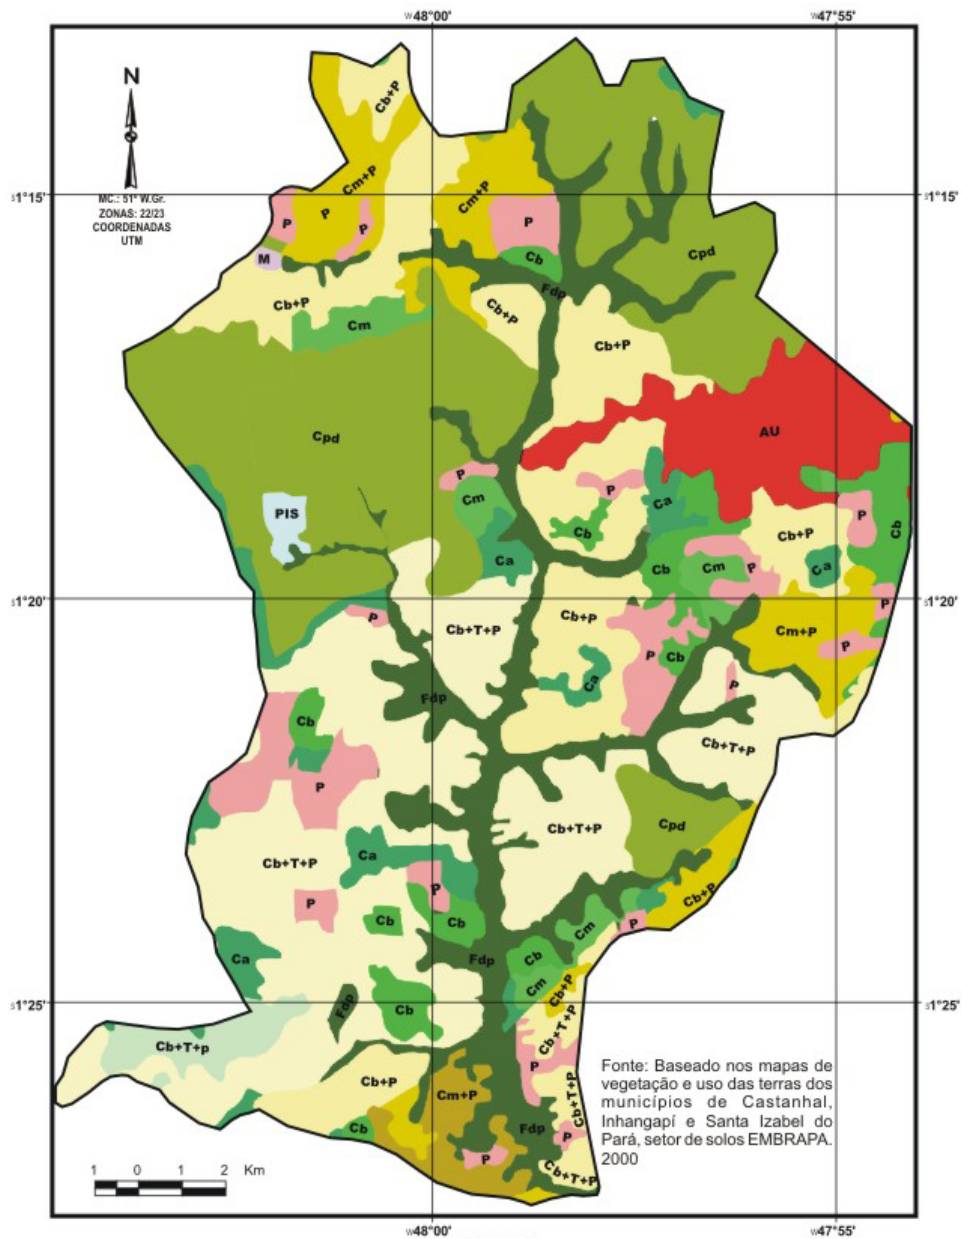 W48°00'
W47°55'
N
Cb+P
S1°15'
Cm+P
Cm+P
S1°15'
MC.: 51° W.Gr.
ZONAS: 22/23
COORDENADAS
UTM
P
P
P
P
M
Cb
Cpd
Fdp
Cb+P
Cb+P
Cm
Cb+P
Cpd
AU
P
P
Cm
Ca
P
PIS
Cb
Cb+P
Cb
Ca
Cb
Cm
P
Ca
S1°20'
S1°20'
P
P
Cb+T+P
Cb+P
Cm+P
P
P
Cb
Ca
P
Fdp
Cb
Cb+T+P
P
Cb+T+P
Cpd
Cb+T+P
Ca
P
Cb+P
P
Cb
Cb
Cm
P
Ca
Fdp
Cb
Cm
Cb+P
S1°25'
Fdp
Cb
S1°25'
Cb+T+P
Cb+T+p
P
Cb+P
Cm+P
Cb+T+P
Cb
Fdp
P
P
Cb+T+P
Fonte: Baseado nos mapas de
vegetação e uso das terras dos
municípios de Castanhal,
Inhangapí e Santa Izabel do
Pará, setor de solos EMBRAPA.
2000
1 0 1 2 Km
W48°00'
W47°55'